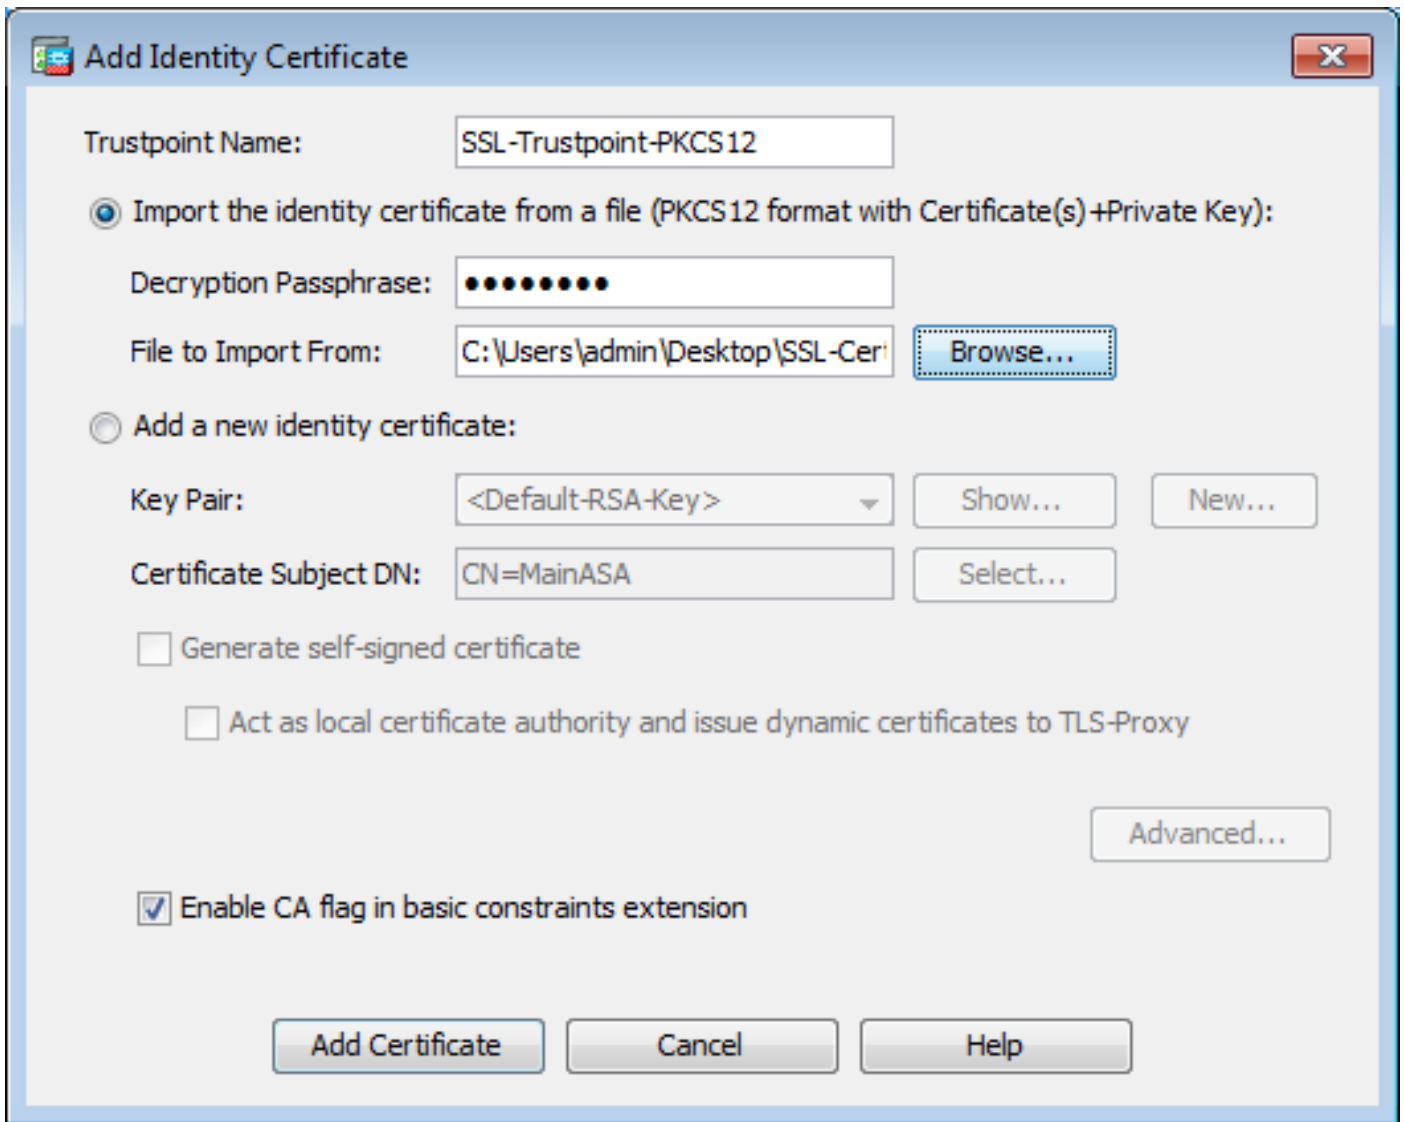 Add Identity Certificate
Trustpoint Name: SSL-Trustpoint-PKCS12
Import the identity certificate from a file (PKCS12 format with Certificate(s)+Private Key):
Decryption Passphrase: ●●●●●●●●
File to Import From: C:\Users\admin\Desktop\SSL-Cert Browse...
Add a new identity certificate:
Key Pair: <Default-RSA-Key> Show... New...
Certificate Subject DN: CN=MainASA Select...
Generate self-signed certificate
Act as local certificate authority and issue dynamic certificates to TLS-Proxy
Advanced...
Enable CA flag in basic constraints extension
Add Certificate Cancel Help